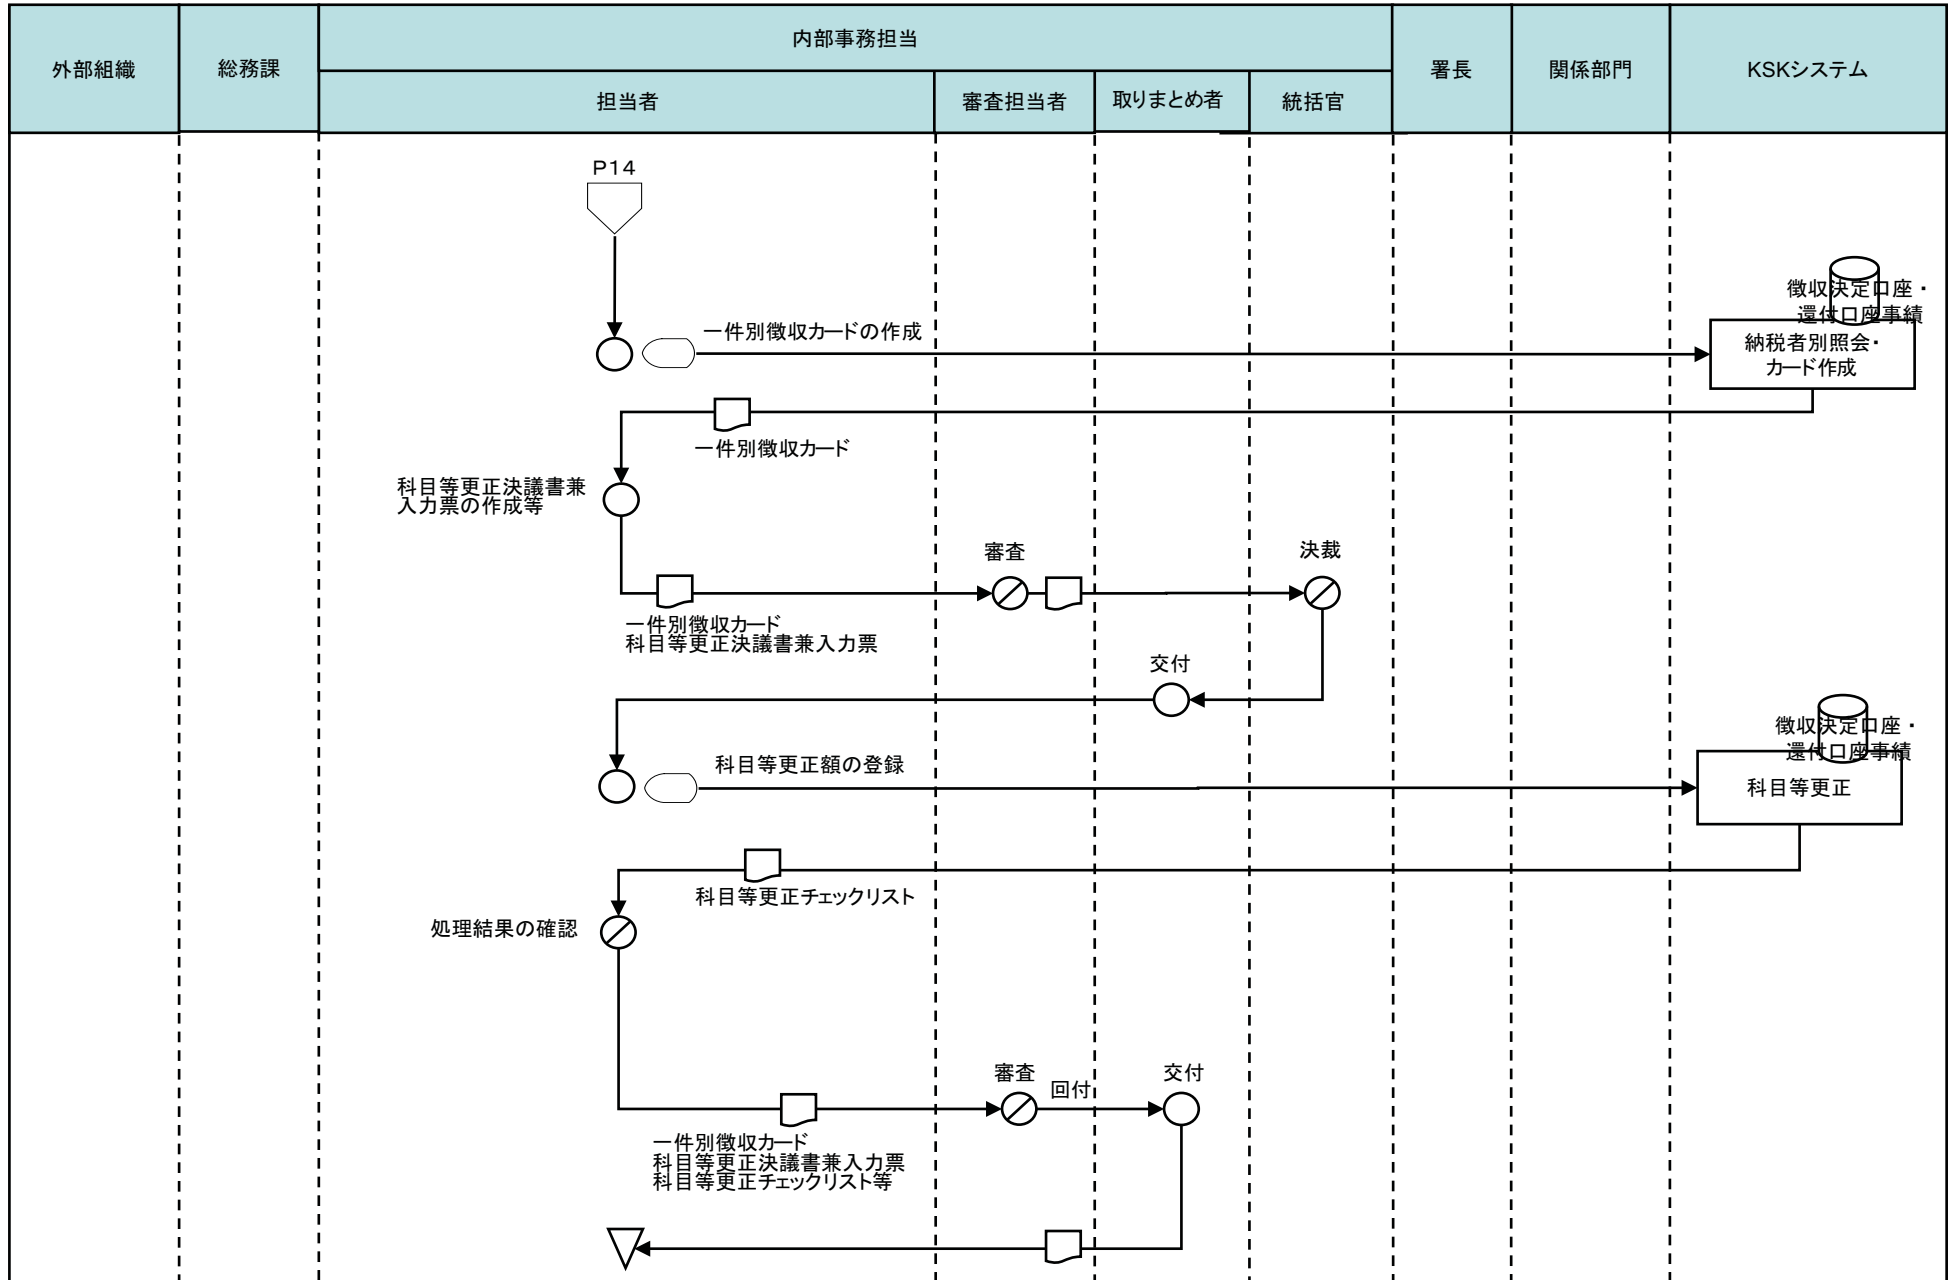 内部事務担当
外部組織
総務課
署長
関係部門
KSKシステム
担当者
審査担当者
取りまとめ者
統括官
P14
徴収決定口座・
還付口座事績
一件別徴収カードの作成
納税者別照会・
カード作成
一件別徴収カード
科目等更正決議書兼
入力票の作成等
審査
決裁
一件別徴収カード
科目等更正決議書兼入力票
交付
徴収決定口座・
還付口座事績
科目等更正額の登録
科目等更正
科目等更正チェックリスト
処理結果の確認
審査
回付
交付
一件別徴収カード
科目等更正決議書兼入力票
科目等更正チェックリスト等